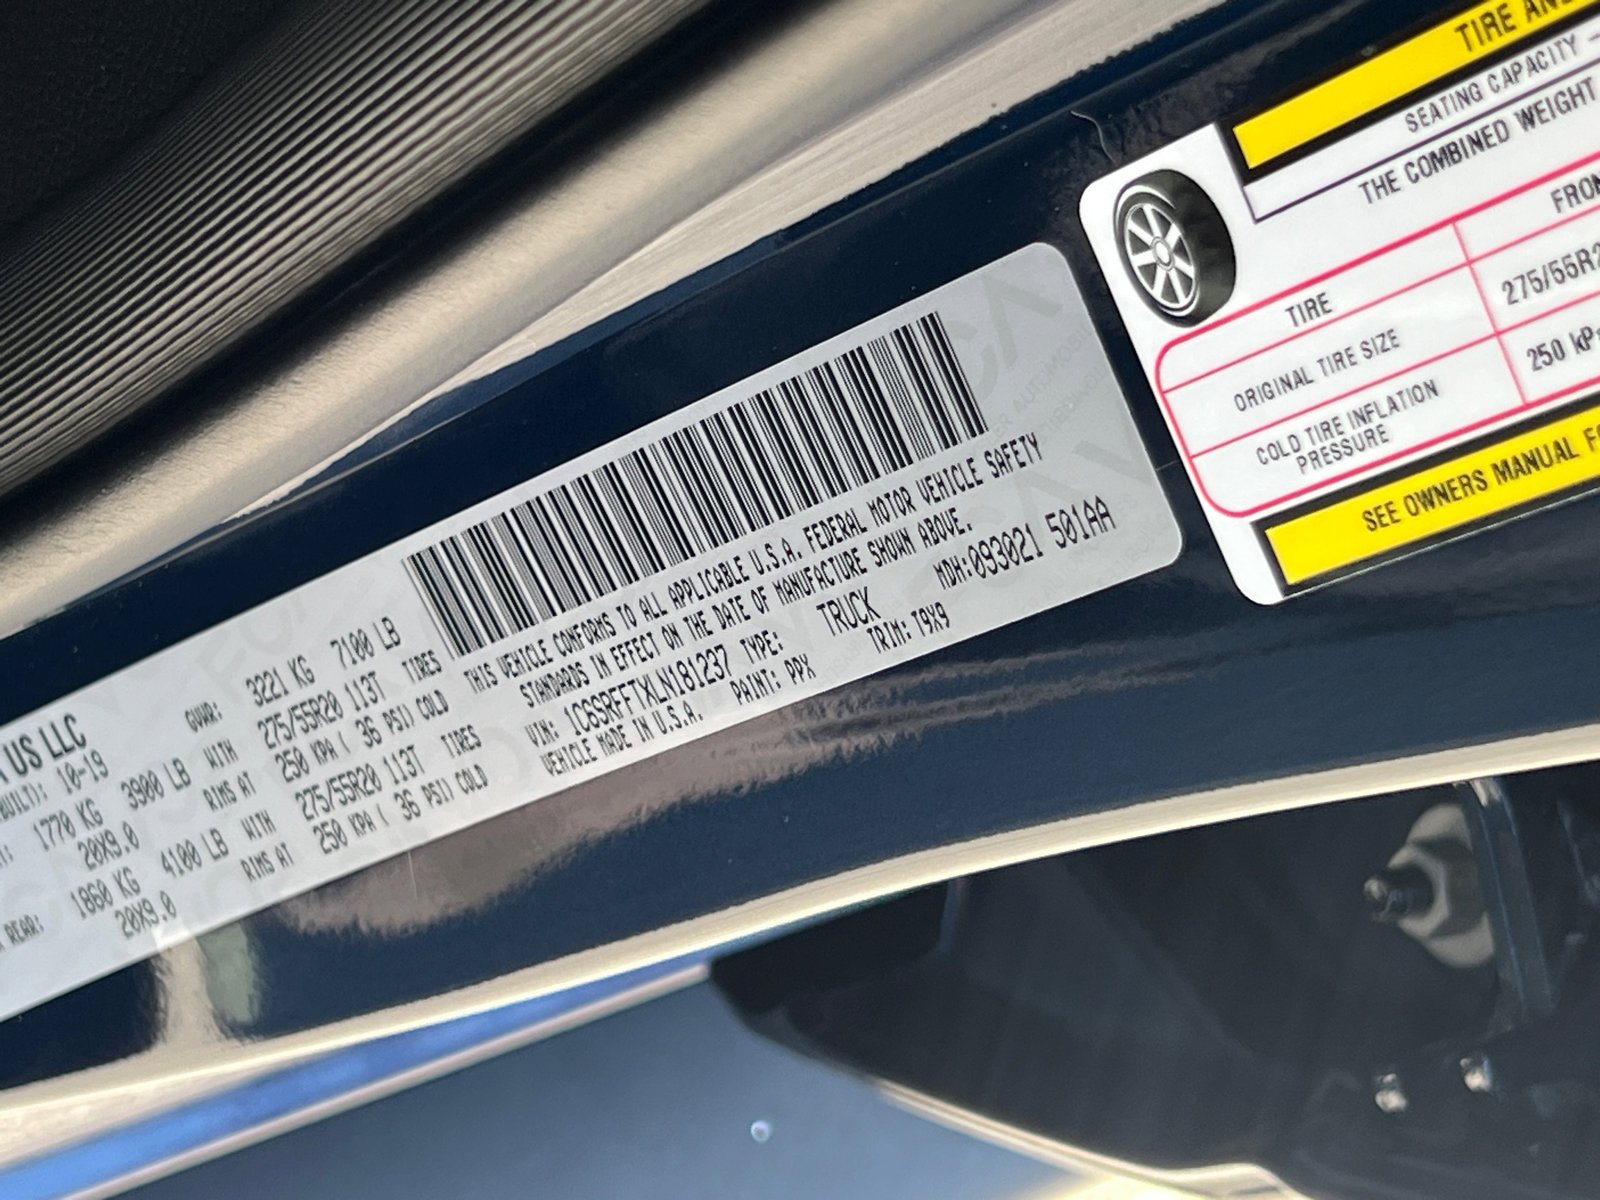 A US LLC
BUILT): 10-19
GVWR: 3221 KG 7100 LB
T: 1770 KG 3900 LB WITH 275/55R20 113T TIRES
20X9.0 RIMS AT 250 KPA ( 36 PSI) COLD
REAR: 1860 KG 4100 LB WITH 275/55R20 113T TIRES
20X9.0 RIMS AT 250 KPA ( 36 PSI) COLD
THIS VEHICLE CONFORMS TO ALL APPLICABLE U.S.A. FEDERAL MOTOR VEHICLE SAFETY
STANDARDS IN EFFECT ON THE DATE OF MANUFACTURE SHOWN ABOVE.
VIN: 1C6SRFFTXLN181237 TYPE: TRUCK MDH:093021 501AA
VEHICLE MADE IN U.S.A. PAINT: PPX TRIM: T9X9
TIRE AND
SEATING CAPACITY
THE COMBINED WEIGHT
TIRE FRON
ORIGINAL TIRE SIZE 275/55R2
COLD TIRE INFLATION
PRESSURE 250 kPa
SEE OWNERS MANUAL FO